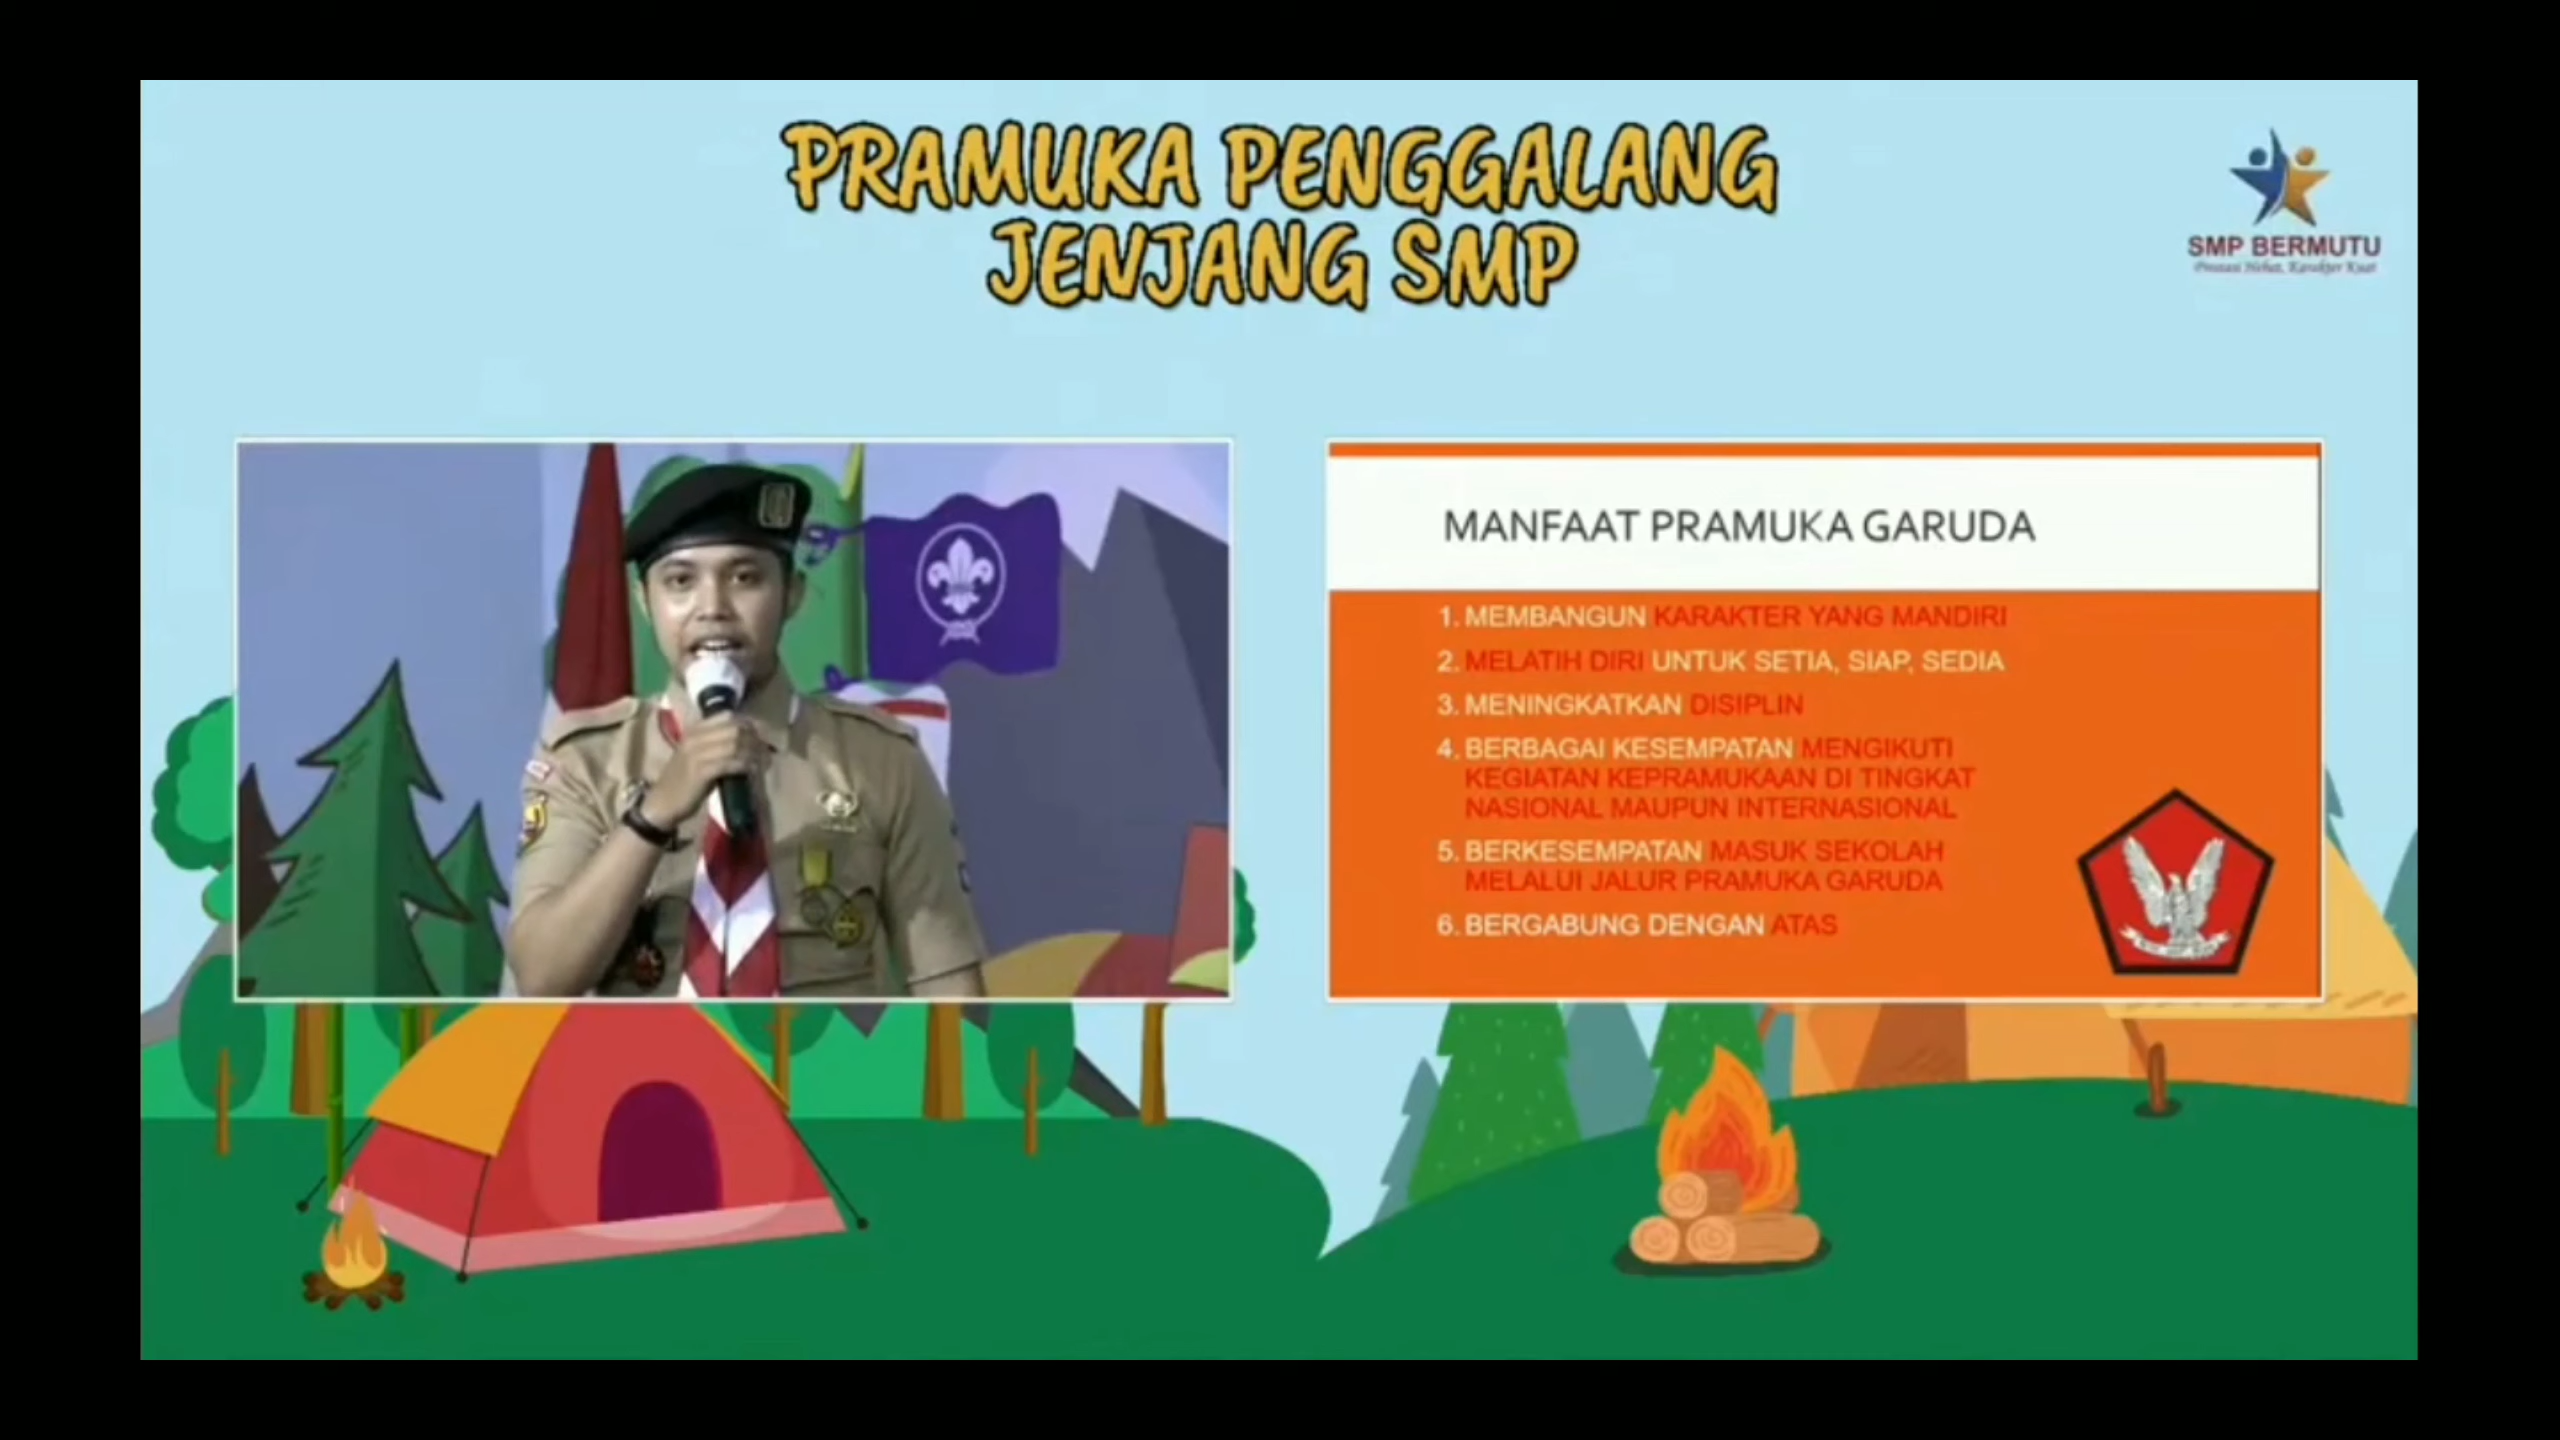 PRAMUKA PENGGALANG
JENJANG SMP
SMP BERMUTU
MANFAAT PRAMUKA GARUDA
1. MEMBANGUN KARAKTER YANG MANDIRI
2. MELATIH DIRI UNTUK SETIA, SIAP, SEDIA
3. MENINGKATKAN DISIPLIN
4. BERBAGAI KESEMPATAN MENGIKUTI
KEGIATAN KEPRAMUKAAN DI TINGKAT
NASIONAL MAUPUN INTERNASIONAL
5. BERKESEMPATAN MASUK SEKOLAH
MELALUI JALUR PRAMUKA GARUDA
6. BERGABUNG DENGAN ATAS